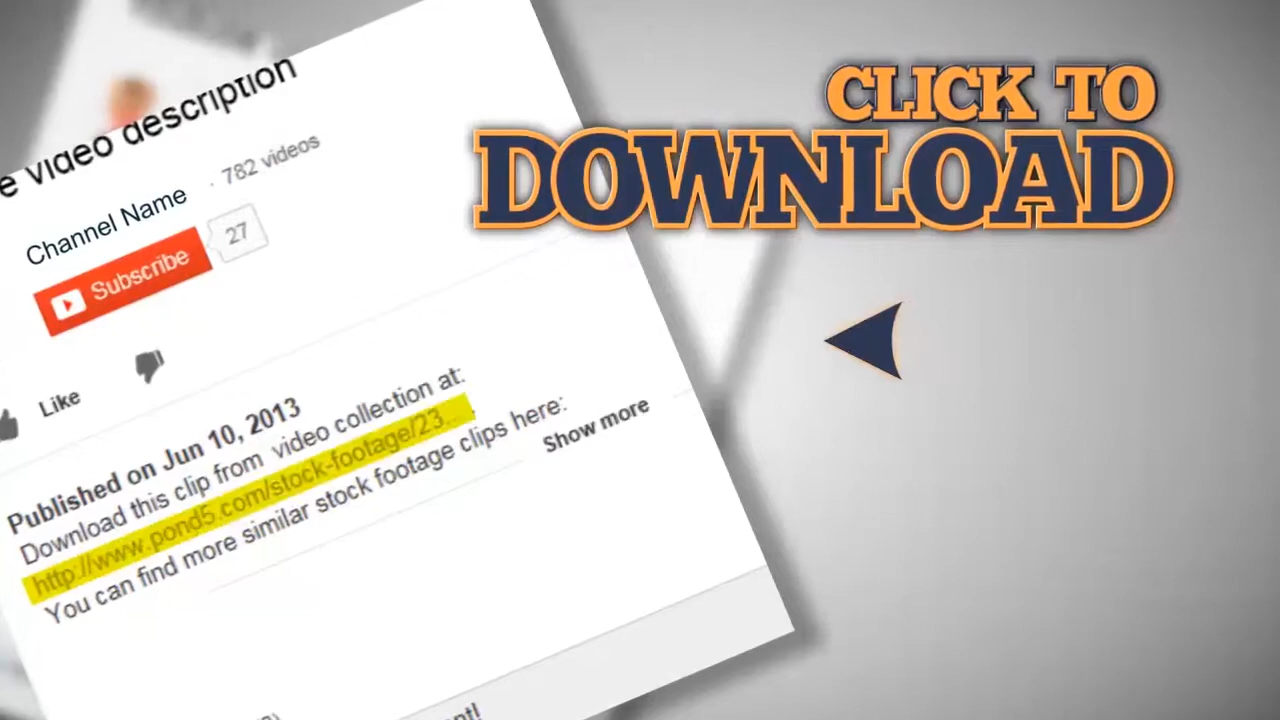 CLICK TO
DOWNLOAD
e video description
Channel Name
· 782 videos
Subscribe
27
Like
Published on Jun 10, 2013
Download this clip from video collection at:
http://www.pond5.com/stock-footage/23...
You can find more similar stock footage clips here:
Show more